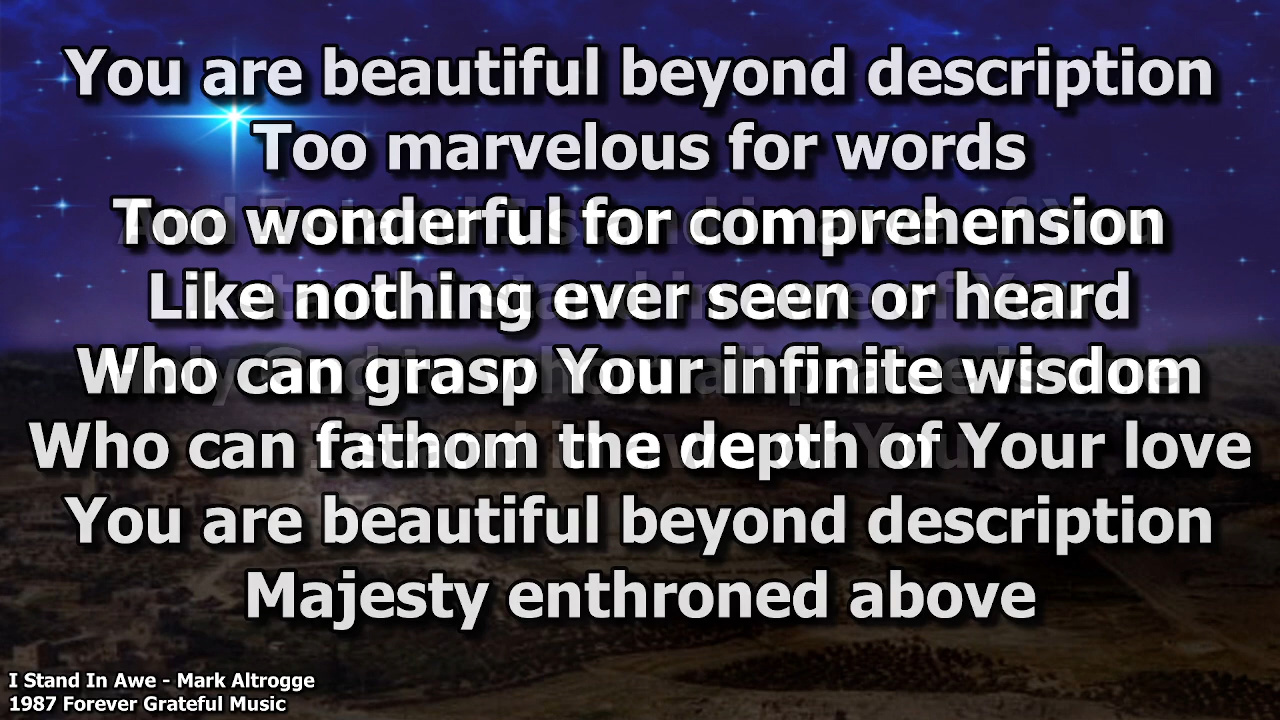 You are beautiful beyond description
Too marvelous for words
Too wonderful for comprehension
Like nothing ever seen or heard
Who can grasp Your infinite wisdom
Who can fathom the depth of Your love
You are beautiful beyond description
Majesty enthroned above
I Stand In Awe - Mark Altrogge
1987 Forever Grateful Music